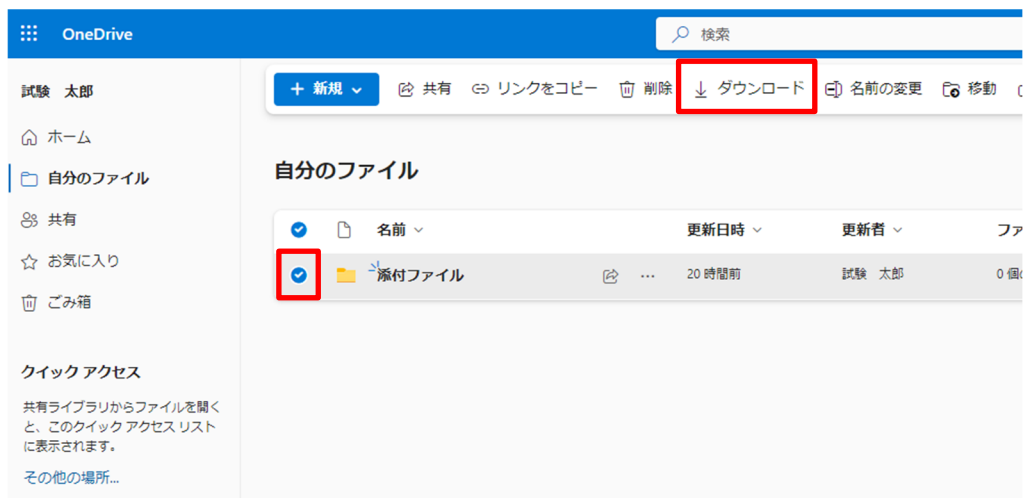 OneDrive
検索
試験　太郎
ホーム
自分のファイル
共有
お気に入り
ごみ箱
クイック アクセス
共有ライブラリからファイルを開く
と、このクイック アクセス リスト
に表示されます。
その他の場所...
＋ 新規 共有 リンクをコピー 削除 ダウンロード 名前の変更 移動
自分のファイル
名前 更新日時 更新者 ファ
添付ファイル ... 20 時間前 試験　太郎 0 個